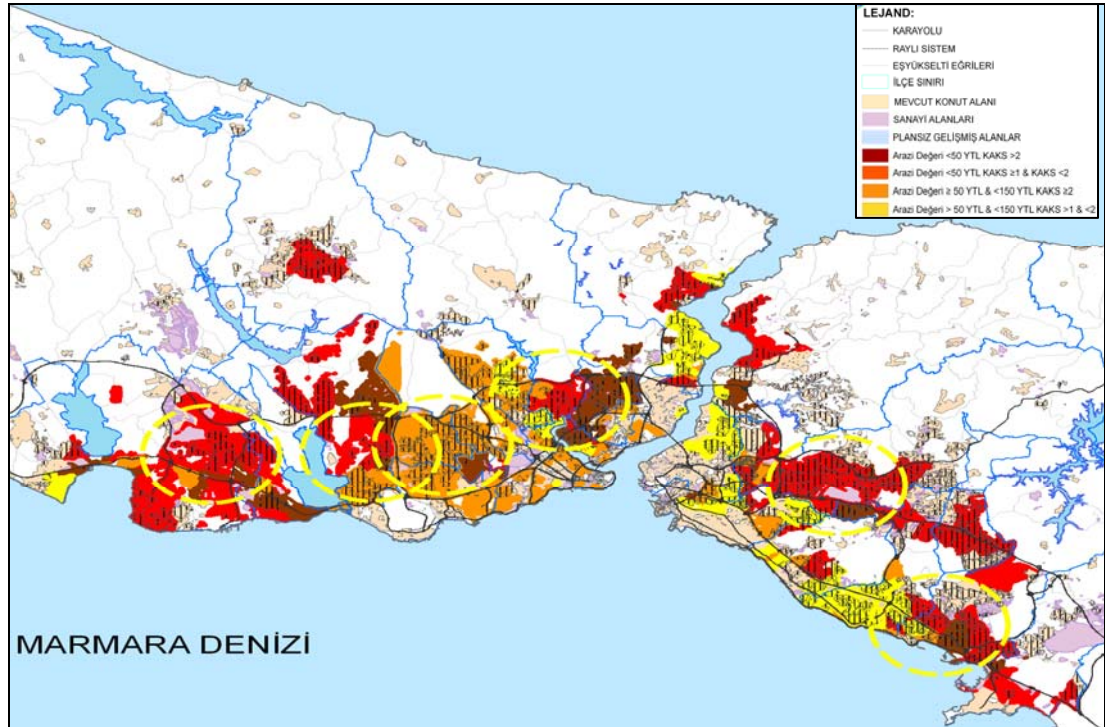 LEJAND:
KARAYOLU
RAYLI SİSTEM
EŞYÜKSELTİ EĞRİLERİ
İLÇE SINIRI
MEVCUT KONUT ALANI
SANAYİ ALANLARI
PLANSIZ GELİŞMİŞ ALANLAR
Arazi Değeri <50 YTL KAKS >2
Arazi Değeri <50 YTL KAKS ≥1 & KAKS <2
Arazi Değeri ≥ 50 YTL & <150 YTL KAKS ≥2
Arazi Değeri > 50 YTL & <150 YTL KAKS >1 & <2
MARMARA DENİZİ